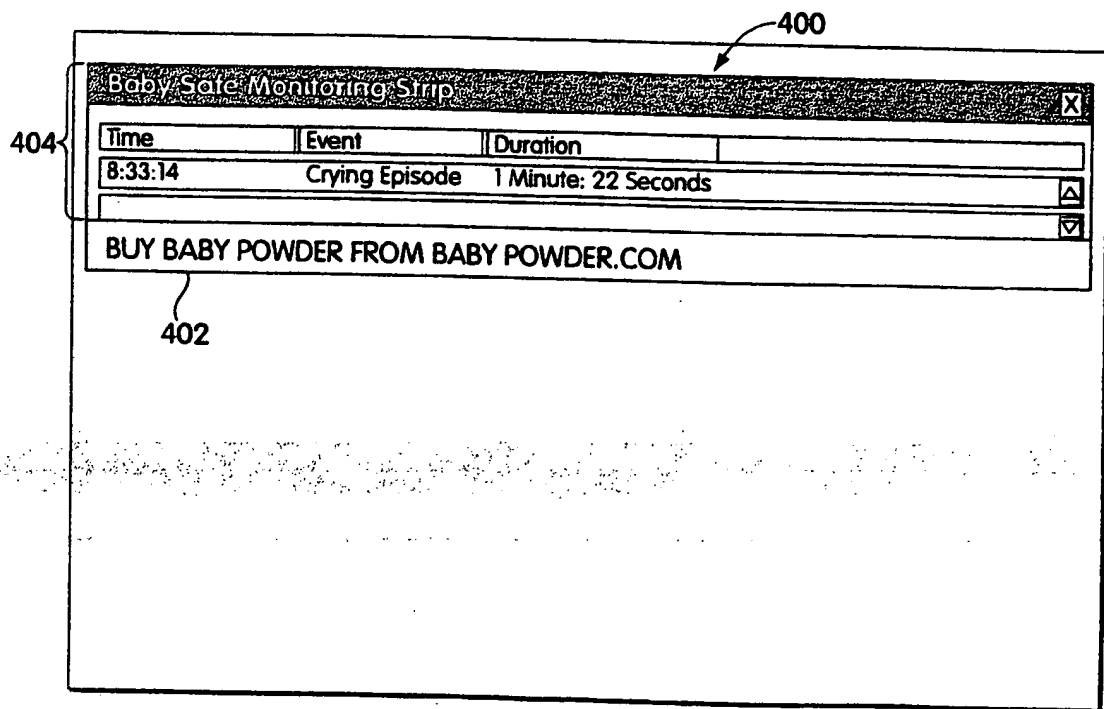 400
Baby Safe Monitoring Strip
X
404
Time Event Duration
8:33:14 Crying Episode 1 Minute: 22 Seconds
BUY BABY POWDER FROM BABY POWDER.COM
402